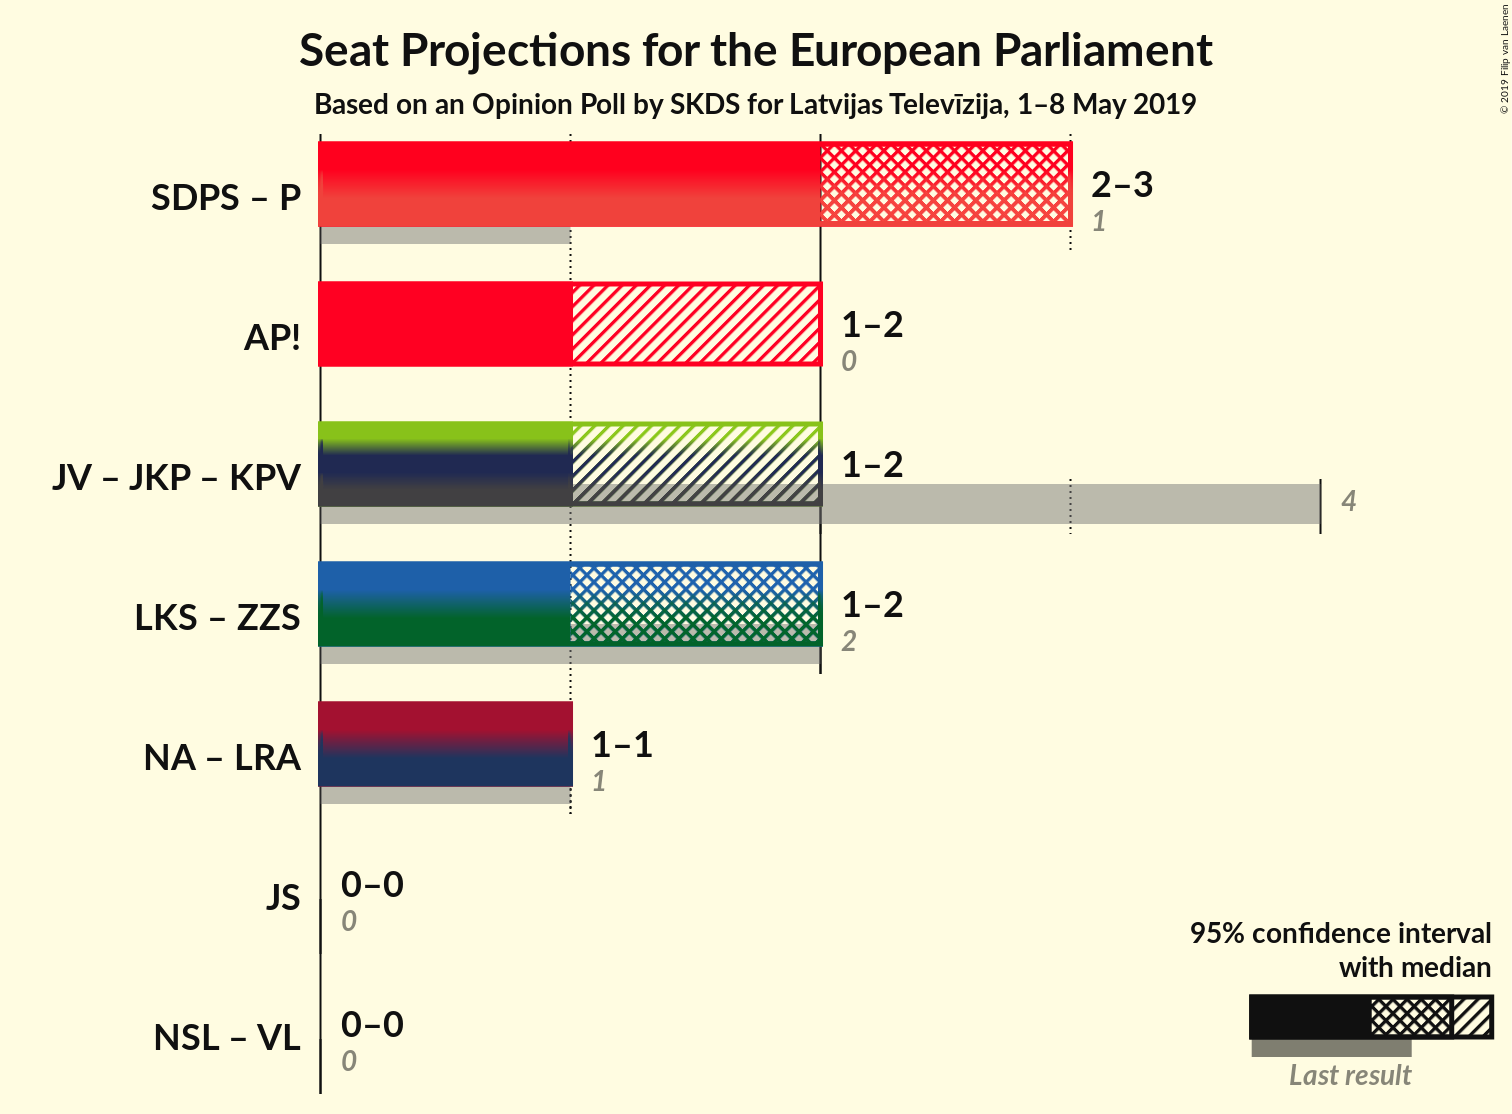 Seat Projections for the European Parliament
Based on an Opinion Poll by SKDS for Latvijas Televīzija, 1–8 May 2019
© 2019 Filip van Laenen
SDPS – P
2–3
1
AP!
1–2
0
JV – JKP – KPV
1–2
4
LKS – ZZS
1–2
2
NA – LRA
1–1
1
JS
0–0
0
NSL – VL
0–0
0
95% confidence interval
with median
Last result